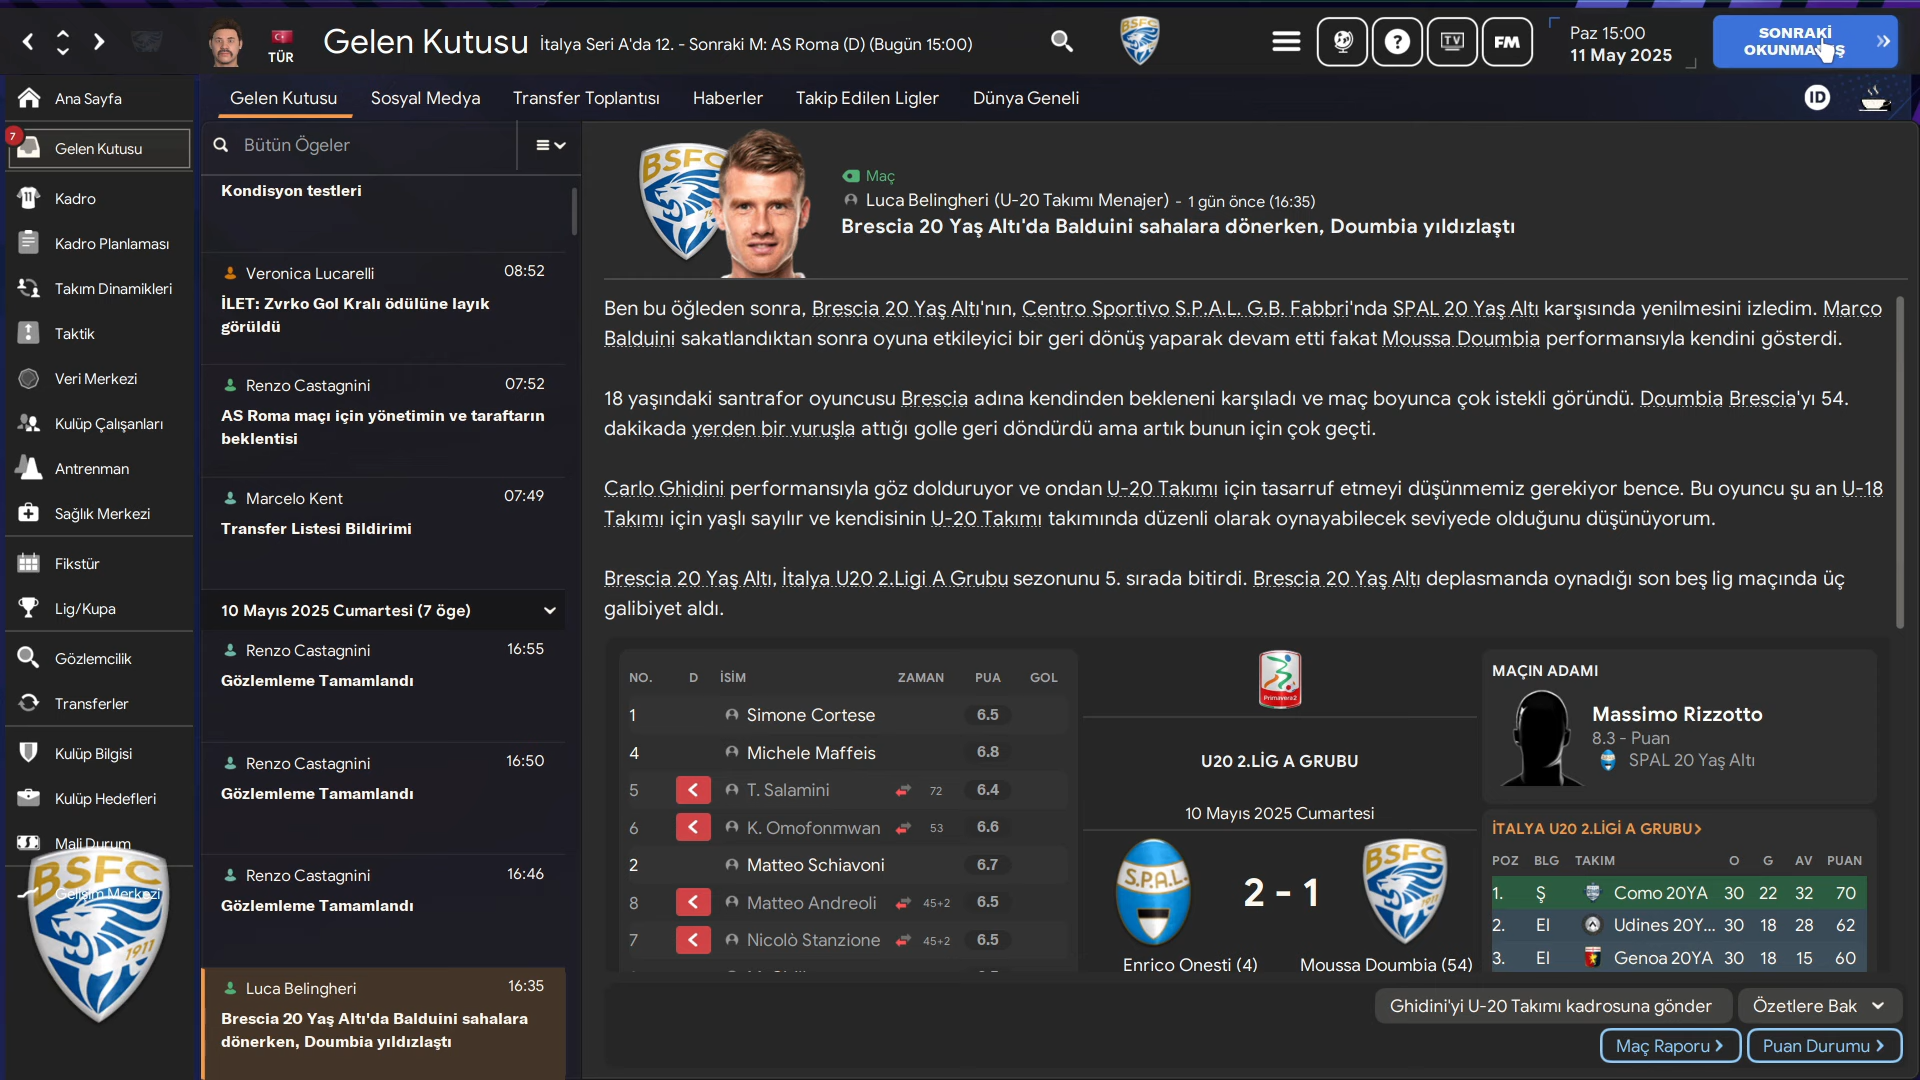 TÜR
Gelen Kutusu
İtalya Seri A'da 12. - Sonraki M: AS Roma (D) (Bugün 15:00)
BSFC
?
TV
FM
Paz 15:00
11 May 2025
SONRAKİ
Ana Sayfa
7
Gelen Kutusu
Kadro
Kadro Planlaması
Takım Dinamikleri
Taktik
Veri Merkezi
Kulüp Çalışanları
Antrenman
Sağlık Merkezi
Fikstür
Lig/Kupa
Gözlemcilik
Transferler
Kulüp Bilgisi
Kulüp Hedefleri
Mali Durum
Gelişim Merkezi
BSFC
1911
Gelen Kutusu
Sosyal Medya
Transfer Toplantısı
Haberler
Takip Edilen Ligler
Dünya Geneli
ID
Bütün Ögeler
Kondisyon testleri
Veronica Lucarelli 08:52
İLET: Zvrko Gol Kralı ödülüne layık
görüldü
Renzo Castagnini 07:52
AS Roma maçı için yönetimin ve taraftarın
beklentisi
Marcelo Kent 07:49
Transfer Listesi Bildirimi
10 Mayıs 2025 Cumartesi (7 öge)
Renzo Castagnini 16:55
Gözlemleme Tamamlandı
Renzo Castagnini 16:50
Gözlemleme Tamamlandı
Renzo Castagnini 16:46
Gözlemleme Tamamlandı
Luca Belingheri 16:35
Brescia 20 Yaş Altı'da Balduini sahalara
dönerken, Doumbia yıldızlaştı
BSFC
Maç
Luca Belingheri (U-20 Takımı Menajer) - 1 gün önce (16:35)
Brescia 20 Yaş Altı'da Balduini sahalara dönerken, Doumbia yıldızlaştı
Ben bu öğleden sonra, Brescia 20 Yaş Altı'nın, Centro Sportivo S.P.A.L. G.B. Fabbri'nda SPAL 20 Yaş Altı karşısında yenilmesini izledim. Marco
Balduini sakatlandıktan sonra oyuna etkileyici bir geri dönüş yaparak devam etti fakat Moussa Doumbia performansıyla kendini gösterdi.
18 yaşındaki santrafor oyuncusu Brescia adına kendinden bekleneni karşıladı ve maç boyunca çok istekli göründü. Doumbia Brescia'yı 54.
dakikada yerden bir vuruşla attığı golle geri döndürdü ama artık bunun için çok geçti.
Carlo Ghidini performansıyla göz dolduruyor ve ondan U-20 Takımı için tasarruf etmeyi düşünmemiz gerekiyor bence. Bu oyuncu şu an U-18
Takımı için yaşlı sayılır ve kendisinin U-20 Takımı takımında düzenli olarak oynayabilecek seviyede olduğunu düşünüyorum.
Brescia 20 Yaş Altı, İtalya U20 2.Ligi A Grubu sezonunu 5. sırada bitirdi. Brescia 20 Yaş Altı deplasmanda oynadığı son beş lig maçında üç
galibiyet aldı.
NO. D İSİM ZAMAN PUA GOL
1 Simone Cortese 6.5
4 Michele Maffeis 6.8
5 T. Salamini 72 6.4
6 K. Omofonmwan 53 6.6
2 Matteo Schiavoni 6.7
8 Matteo Andreoli 45+2 6.5
7 Nicolò Stanzione 45+2 6.5
Primavera2
U20 2.LİG A GRUBU
10 Mayıs 2025 Cumartesi
S.P.A.L.
2 - 1
BSFC
1911
Enrico Onesti (4)
Moussa Doumbia (54)
MAÇIN ADAMI
Massimo Rizzotto
8.3 - Puan
SPAL 20 Yaş Altı
İTALYA U20 2.LİGİ A GRUBU>
POZ BLG TAKIM O G AV PUAN
1. Ş Como 20YA 30 22 32 70
2. El Udines 20Y... 30 18 28 62
3. El Genoa 20YA 30 18 15 60
Ghidini'yi U-20 Takımı kadrosuna gönder
Özetlere Bak
Maç Raporu >
Puan Durumu >